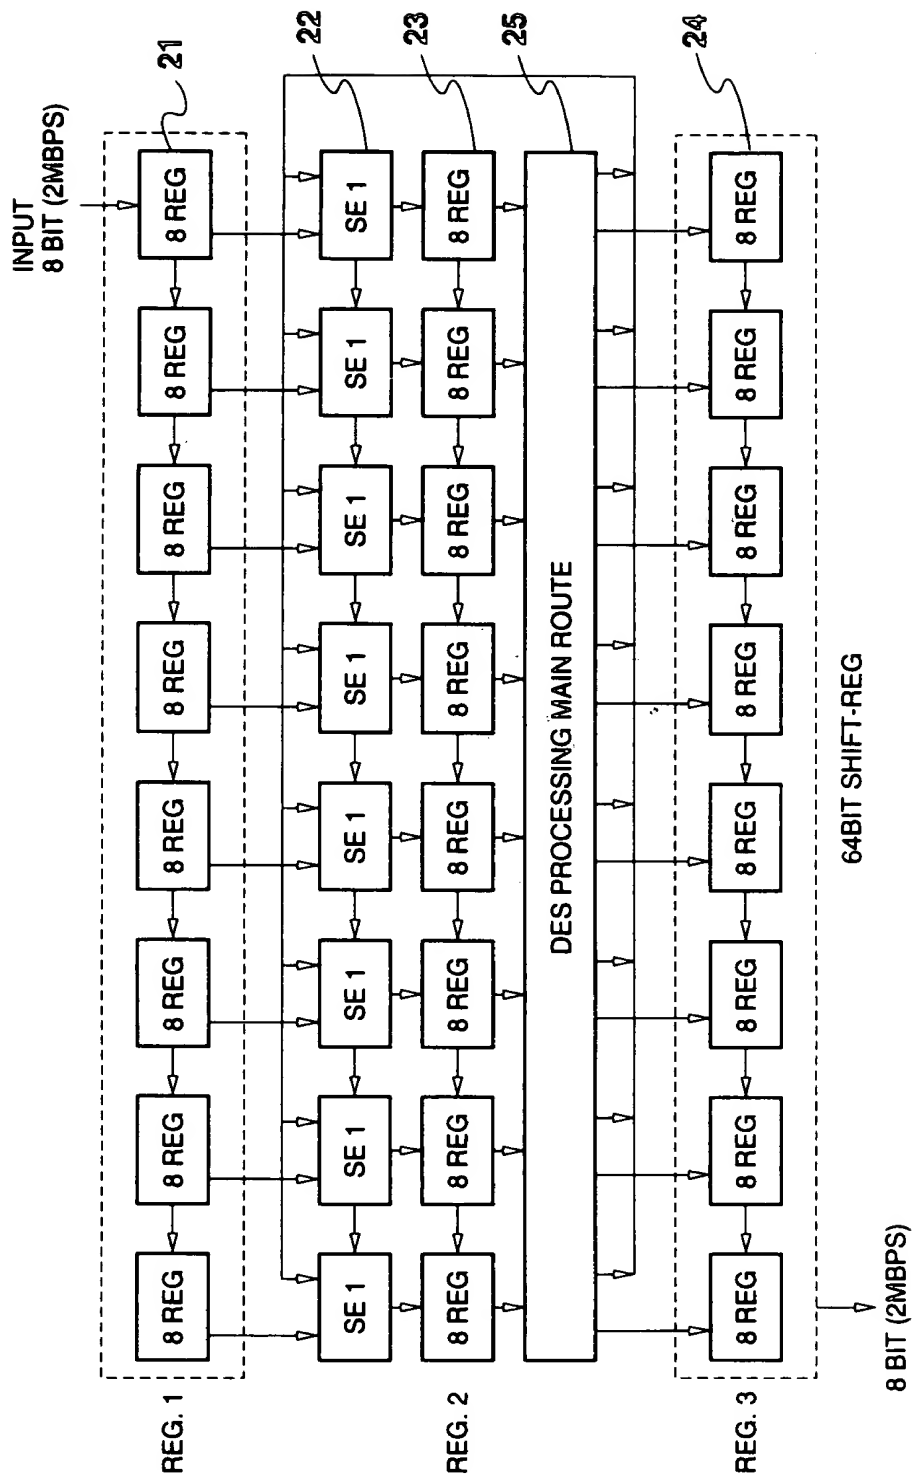 INPUT
8 BIT (2MBPS)
21
22
23
25
24
REG. 1
8 REG
8 REG
8 REG
8 REG
8 REG
8 REG
8 REG
8 REG
SE 1
SE 1
SE 1
SE 1
SE 1
SE 1
SE 1
SE 1
REG. 2
8 REG
8 REG
8 REG
8 REG
8 REG
8 REG
8 REG
8 REG
DES PROCESSING MAIN ROUTE
REG. 3
8 REG
8 REG
8 REG
8 REG
8 REG
8 REG
8 REG
8 REG
64BIT SHIFT-REG
8 BIT (2MBPS)